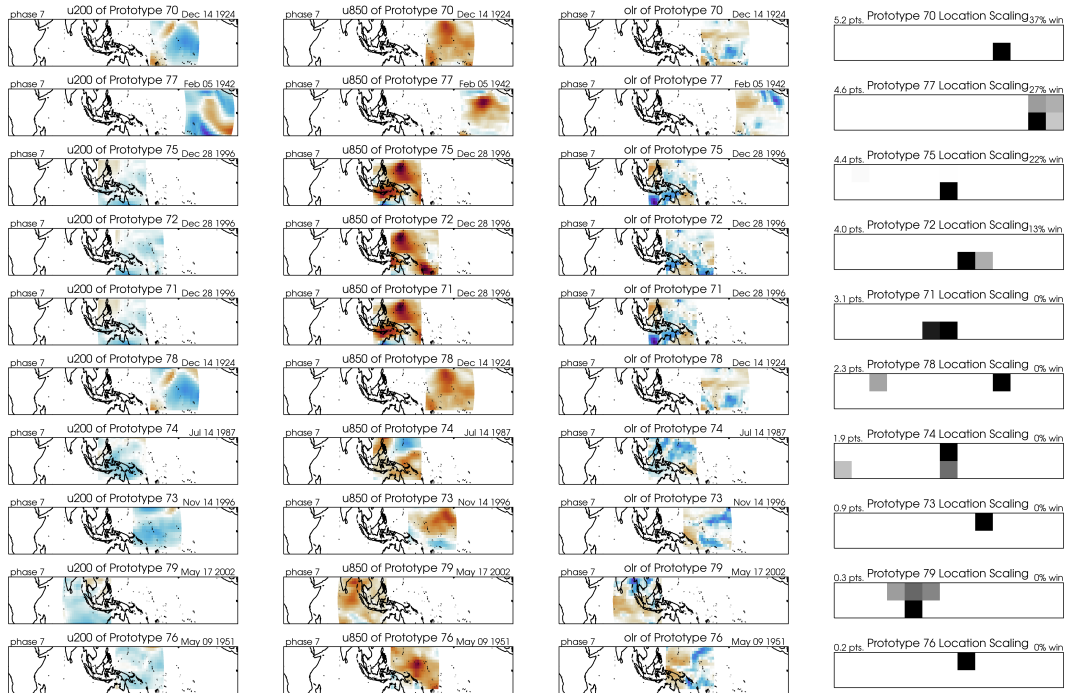 phase 7 u200 of Prototype 70 Dec 14 1924 phase 7 u850 of Prototype 70 Dec 14 1924 phase 7 olr of Prototype 70 Dec 14 1924 5.2 pts. Prototype 70 Location Scaling 37% win
phase 7 u200 of Prototype 77 Feb 05 1942 phase 7 u850 of Prototype 77 Feb 05 1942 phase 7 olr of Prototype 77 Feb 05 1942 4.6 pts. Prototype 77 Location Scaling 27% win
phase 7 u200 of Prototype 75 Dec 28 1996 phase 7 u850 of Prototype 75 Dec 28 1996 phase 7 olr of Prototype 75 Dec 28 1996 4.4 pts. Prototype 75 Location Scaling 22% win
phase 7 u200 of Prototype 72 Dec 28 1996 phase 7 u850 of Prototype 72 Dec 28 1996 phase 7 olr of Prototype 72 Dec 28 1996 4.0 pts. Prototype 72 Location Scaling 13% win
phase 7 u200 of Prototype 71 Dec 28 1996 phase 7 u850 of Prototype 71 Dec 28 1996 phase 7 olr of Prototype 71 Dec 28 1996 3.1 pts. Prototype 71 Location Scaling 0% win
phase 7 u200 of Prototype 78 Dec 14 1924 phase 7 u850 of Prototype 78 Dec 14 1924 phase 7 olr of Prototype 78 Dec 14 1924 2.3 pts. Prototype 78 Location Scaling 0% win
phase 7 u200 of Prototype 74 Jul 14 1987 phase 7 u850 of Prototype 74 Jul 14 1987 phase 7 olr of Prototype 74 Jul 14 1987 1.9 pts. Prototype 74 Location Scaling 0% win
phase 7 u200 of Prototype 73 Nov 14 1996 phase 7 u850 of Prototype 73 Nov 14 1996 phase 7 olr of Prototype 73 Nov 14 1996 0.9 pts. Prototype 73 Location Scaling 0% win
phase 7 u200 of Prototype 79 May 17 2002 phase 7 u850 of Prototype 79 May 17 2002 phase 7 olr of Prototype 79 May 17 2002 0.3 pts. Prototype 79 Location Scaling 0% win
phase 7 u200 of Prototype 76 May 09 1951 phase 7 u850 of Prototype 76 May 09 1951 phase 7 olr of Prototype 76 May 09 1951 0.2 pts. Prototype 76 Location Scaling 0% win